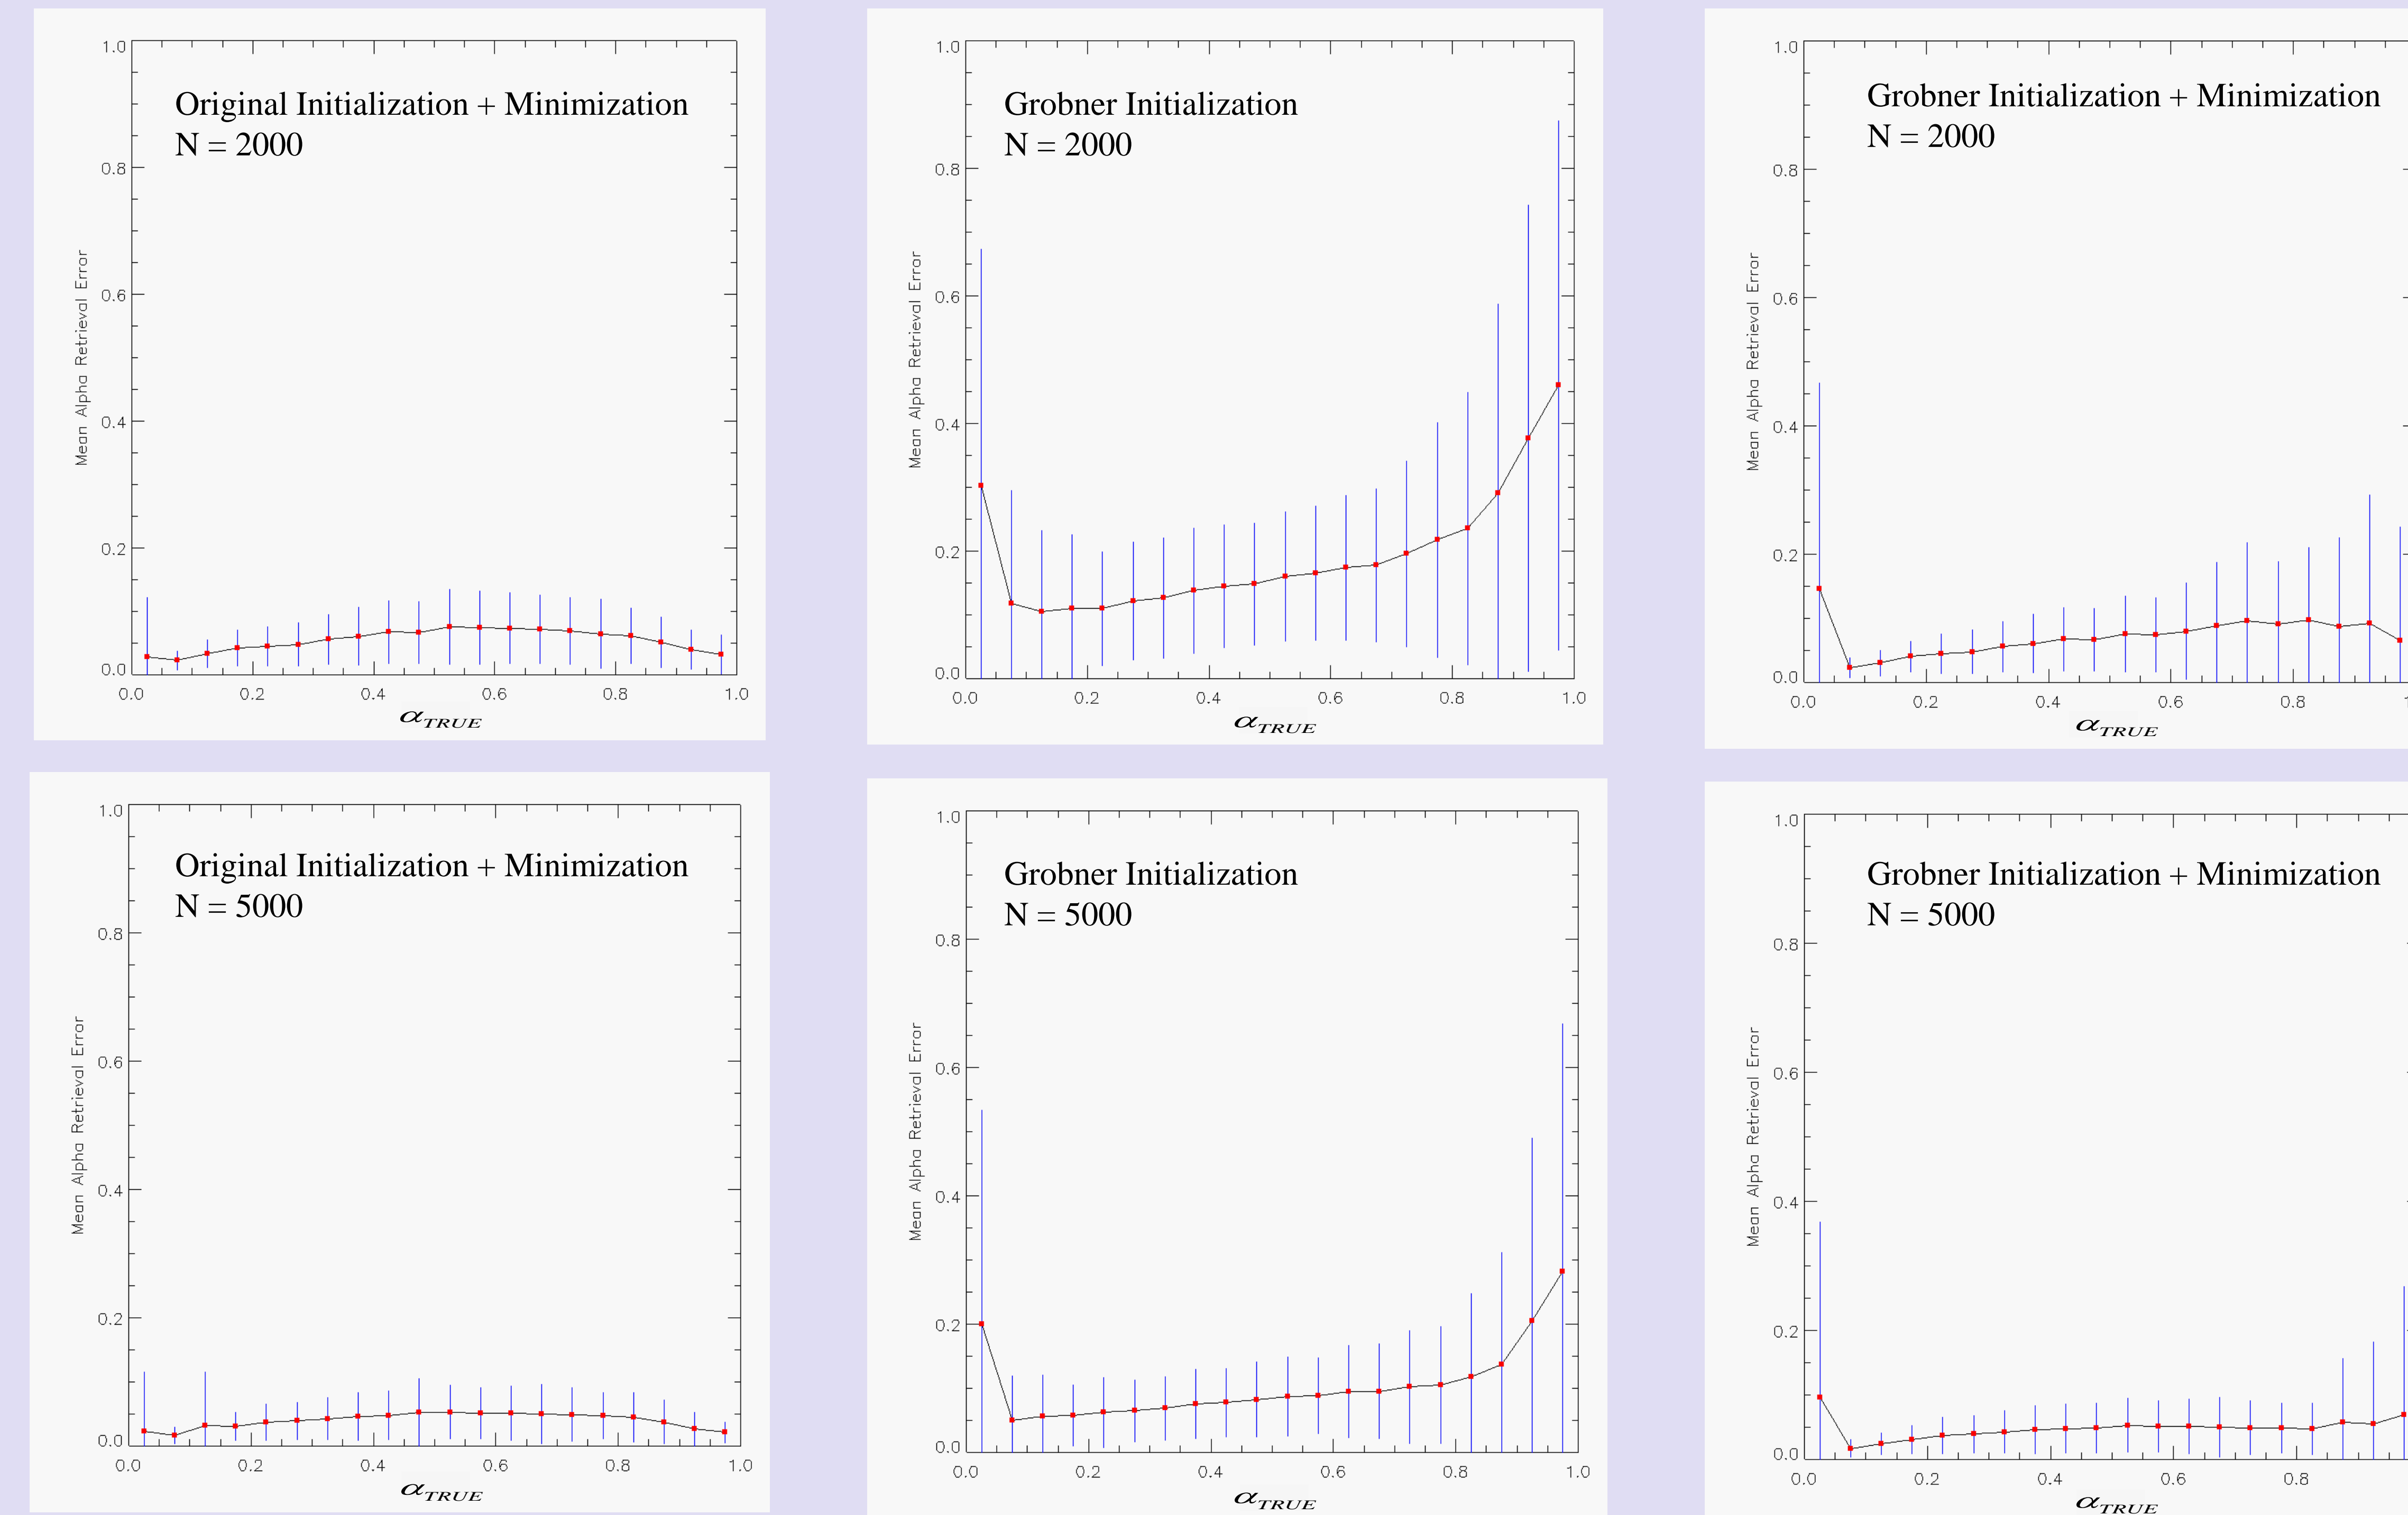 Original Initialization + Minimization
N = 2000
1.0
0.8
0.6
0.4
0.2
0.0
Mean Alpha Retrieval Error
0.0 0.2 0.4 0.6 0.8 1.0
α_TRUE
Grobner Initialization
N = 2000
1.0
0.8
0.6
0.4
0.2
0.0
Mean Alpha Retrieval Error
0.0 0.2 0.4 0.6 0.8 1.0
α_TRUE
Grobner Initialization + Minimization
N = 2000
1.0
0.8
0.6
0.4
0.2
0.0
Mean Alpha Retrieval Error
0.0 0.2 0.4 0.6 0.8
α_TRUE
Original Initialization + Minimization
N = 5000
1.0
0.8
0.6
0.4
0.2
0.0
Mean Alpha Retrieval Error
0.0 0.2 0.4 0.6 0.8 1.0
α_TRUE
Grobner Initialization
N = 5000
1.0
0.8
0.6
0.4
0.2
0.0
Mean Alpha Retrieval Error
0.0 0.2 0.4 0.6 0.8 1.0
α_TRUE
Grobner Initialization + Minimization
N = 5000
1.0
0.8
0.6
0.4
0.2
0.0
Mean Alpha Retrieval Error
0.0 0.2 0.4 0.6 0.8
α_TRUE